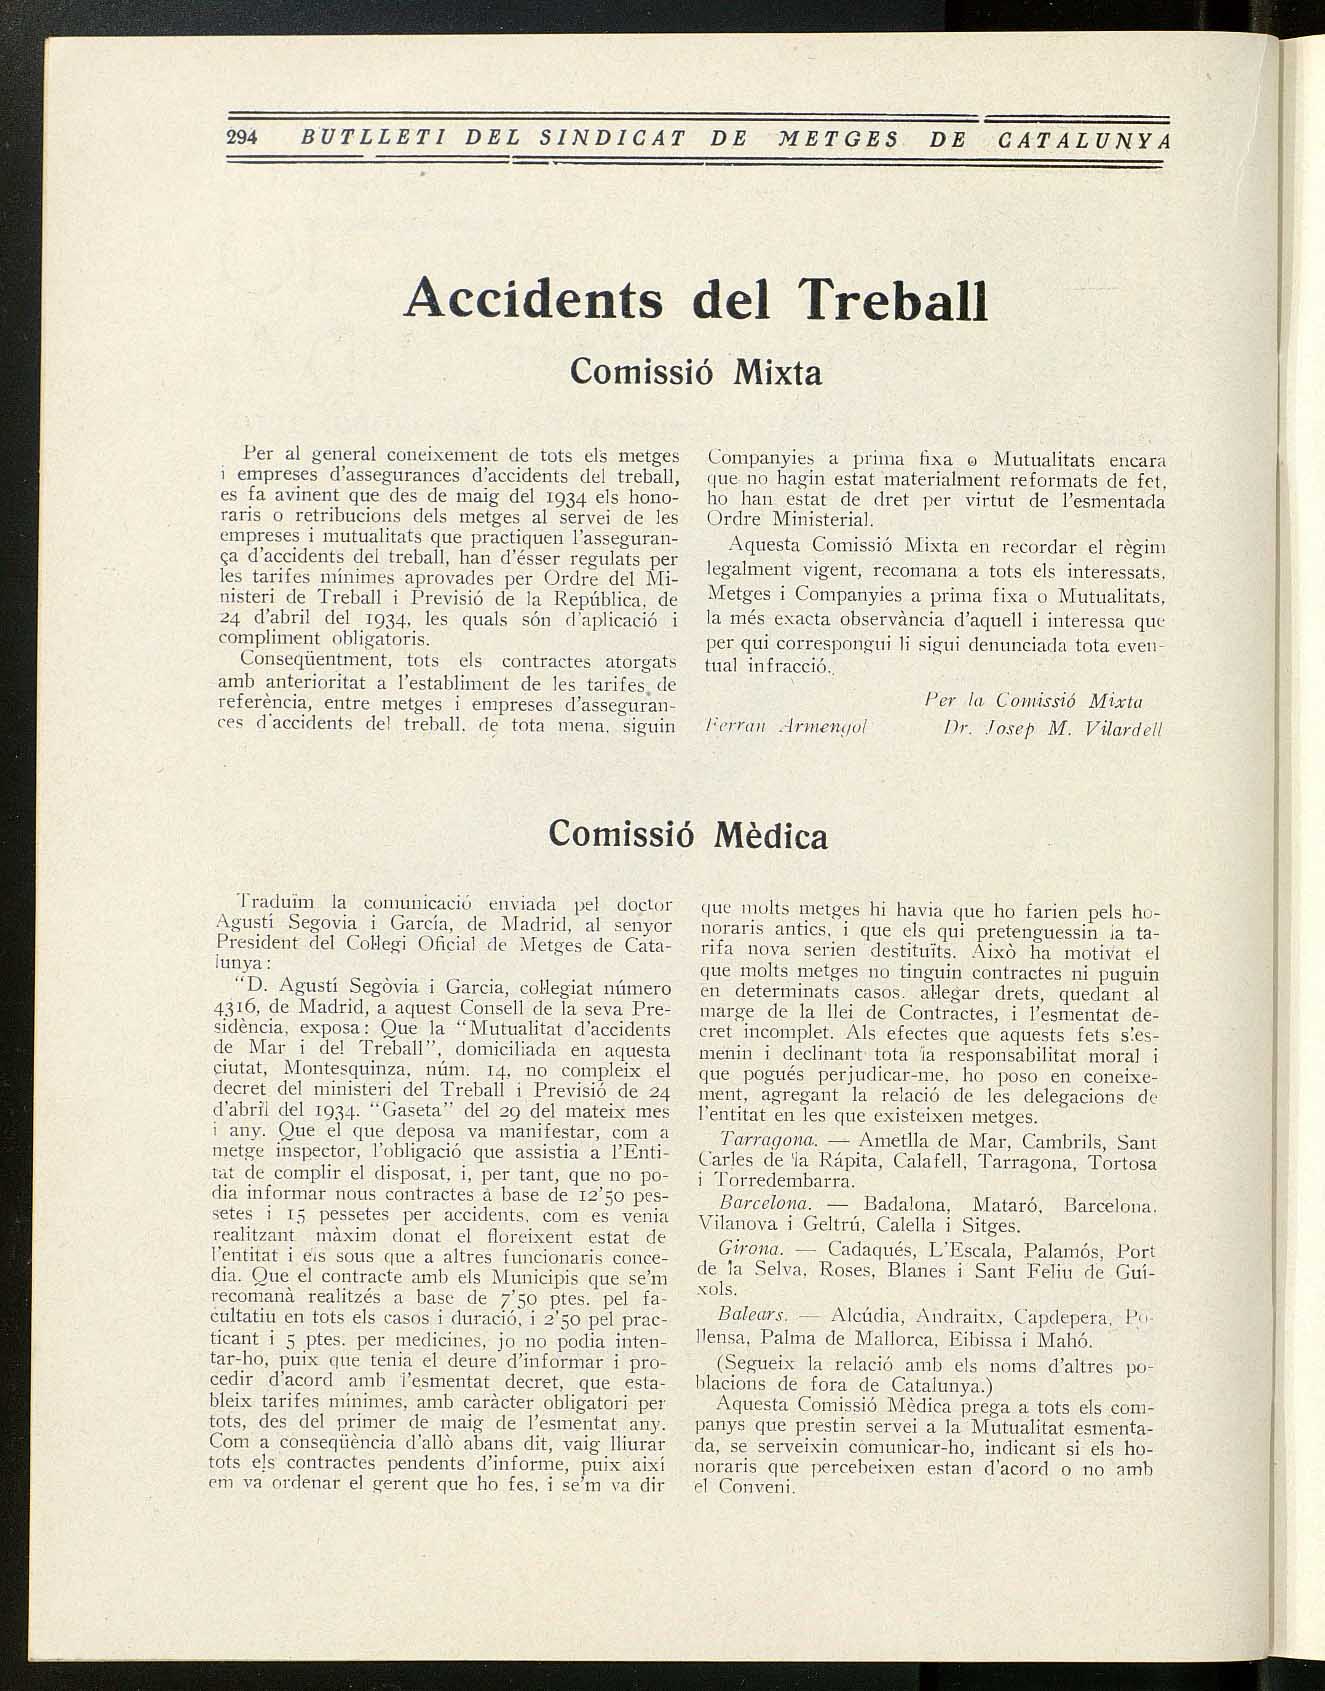 294 BUTLLETI DEL SINDICAT DE METGES DE CATALUNYA
Accidents del Treball
Comissió Mixta
Per al general coneixement de tots els metges
i empreses d'assegurances d'accidents del treball,
es fa avinent que des de maig del 1934 els hono-
raris o retribucions dels metges al servei de les
empreses i mutualitats que practiquen l'asseguran-
ça d'accidents del treball, han d'ésser regulats per
les tarifes mínimes aprovades per Ordre del Mi-
nisteri de Treball i Previsió de la República, de
24 d'abril del 1934, les quals són d'aplicació i
compliment obligatoris.
Conseqüentment, tots els contractes atorgats
amb anterioritat a l'establiment de les tarifes de
referència, entre metges i empreses d'asseguran-
ces d'accidents del treball, de tota mena, siguin
Companyies a prima fixa o Mutualitats encara
que no hagin estat materialment reformats de fet,
ho han estat de dret per virtut de l'esmentada
Ordre Ministerial.
Aquesta Comissió Mixta en recordar el règim
legalment vigent, recomana a tots els interessats,
Metges i Companyies a prima fixa o Mutualitats,
la més exacta observància d'aquell i interessa que
per qui correspongui li sigui denunciada tota even-
tual infracció.
Per la Comissió Mixta
Ferran Armengol Dr. Josep M. Vilardell
Comissió Mèdica
Traduïm la comunicació enviada pel doctor
Agustí Segovia i García, de Madrid, al senyor
President del Col·legi Oficial de Metges de Cata-
lunya:
"D. Agustí Segòvia i Garcia, col·legiat número
4316, de Madrid, a aquest Consell de la seva Pre-
sidència, exposa: Que la "Mutualitat d'accidents
de Mar i del Treball", domiciliada en aquesta
ciutat, Montesquinza, núm. 14, no compleix el
decret del ministeri del Treball i Previsió de 24
d'abril del 1934. "Gaseta" del 29 del mateix mes
i any. Que el que deposa va manifestar, com a
metge inspector, l'obligació que assistia a l'Enti-
tat de complir el disposat, i, per tant, que no po-
dia informar nous contractes a base de 12'50 pes-
setes i 15 pessetes per accidents, com es venia
realitzant màxim donat el floreixent estat de
l'entitat i els sous que a altres funcionaris conce-
dia. Que el contracte amb els Municipis que se'm
recomanà realitzés a base de 7'50 ptes. pel fa-
cultatiu en tots els casos i duració, i 2'50 pel prac-
ticant i 5 ptes. per medicines, jo no podia inten-
tar-ho, puix que tenia el deure d'informar i pro-
cedir d'acord amb l'esmentat decret, que esta-
bleix tarifes mínimes, amb caràcter obligatori per
tots, des del primer de maig de l'esmentat any.
Com a conseqüència d'allò abans dit, vaig lliurar
tots els contractes pendents d'informe, puix així
em va ordenar el gerent que ho fes, i se'm va dir
que molts metges hi havia que ho farien pels ho-
noraris antics, i que els qui pretenguessin la ta-
rifa nova serien destituïts. Això ha motivat el
que molts metges no tinguin contractes ni puguin
en determinats casos, al·legar drets, quedant al
marge de la llei de Contractes, i l'esmentat de-
cret incomplet. Als efectes que aquests fets s'es-
menin i declinant tota la responsabilitat moral i
que pogués perjudicar-me, ho poso en coneixe-
ment, agregant la relació de les delegacions de
l'entitat en les que existeixen metges.
Tarragona. — Ametlla de Mar, Cambrils, Sant
Carles de la Rápita, Calafell, Tarragona, Tortosa
i Torredembarra.
Barcelona. — Badalona, Mataró, Barcelona,
Vilanova i Geltrú, Calella i Sitges.
Girona. — Cadaqués, L'Escala, Palamós, Port
de la Selva, Roses, Blanes i Sant Feliu de Guí-
xols.
Balears. — Alcúdia, Andraitx, Capdepera, Po-
llensa, Palma de Mallorca, Eibissa i Mahó.
(Segueix la relació amb els noms d'altres po-
blacions de fora de Catalunya.)
Aquesta Comissió Mèdica prega a tots els com-
panys que prestin servei a la Mutualitat esmenta-
da, se serveixin comunicar-ho, indicant si els ho-
noraris que percebeixen estan d'acord o no amb
el Conveni.